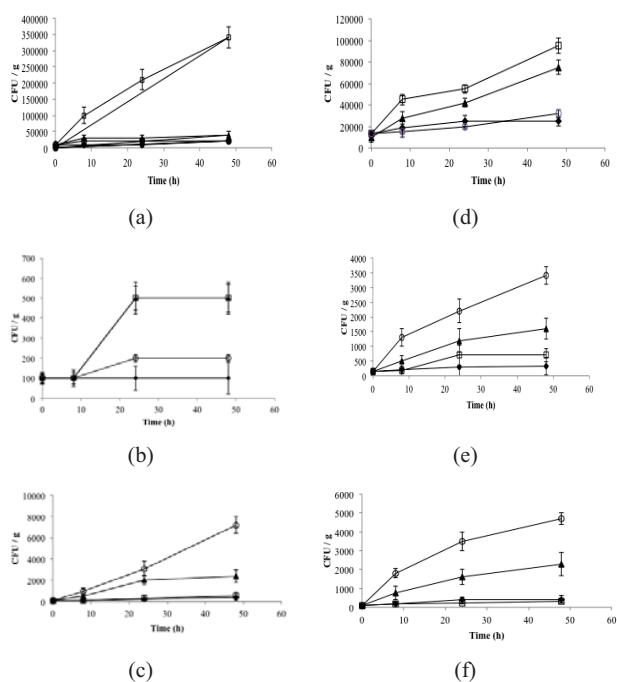 CFU / g
400000
350000
300000
250000
200000
150000
100000
50000
0
0 10 20 30 40 50 60
Time (h)
(a)
CFU / g
120000
100000
80000
60000
40000
20000
0
0 10 20 30 40 50 60
Time (h)
(d)
CFU / g
700
600
500
400
300
200
100
0
0 10 20 30 40 50 60
Time (h)
(b)
CFU / g
4000
3500
3000
2500
2000
1500
1000
500
0
0 10 20 30 40 50 60
Time (h)
(e)
CFU / g
10000
8000
6000
4000
2000
0
0 10 20 30 40 50 60
Time (h)
(c)
CFU / g
6000
5000
4000
3000
2000
1000
0
0 10 20 30 40 50 60
Time (h)
(f)